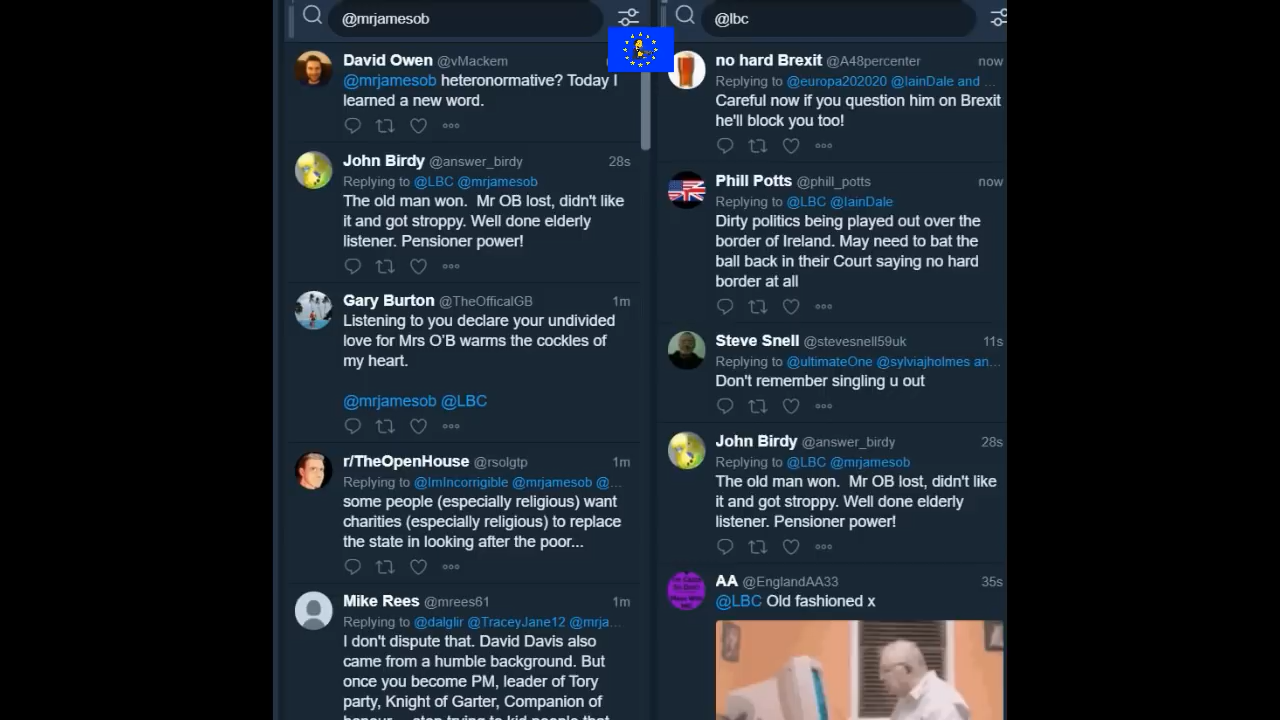 @mrjamesob
David Owen @vMackem
@mrjamesob heteronormative? Today I
learned a new word.
John Birdy @answer_birdy 28s
Replying to @LBC @mrjamesob
The old man won.  Mr OB lost, didn't like
it and got stroppy. Well done elderly
listener. Pensioner power!
Gary Burton @TheOfficalGB 1m
Listening to you declare your undivided
love for Mrs O'B warms the cockles of
my heart.
@mrjamesob @LBC
r/TheOpenHouse @rsolgtp 1m
Replying to @ImIncorrigible @mrjamesob @...
some people (especially religious) want
charities (especially religious) to replace
the state in looking after the poor...
Mike Rees @mrees61 1m
Replying to @dalglir @TraceyJane12 @mrja...
I don't dispute that. David Davis also
came from a humble background. But
once you become PM, leader of Tory
party, Knight of Garter, Companion of
@lbc
no hard Brexit @A48percenter now
Replying to @europa202020 @IainDale and ...
Careful now if you question him on Brexit
he'll block you too!
Phill Potts @phill_potts now
Replying to @LBC @IainDale
Dirty politics being played out over the
border of Ireland. May need to bat the
ball back in their Court saying no hard
border at all
Steve Snell @stevesnell59uk 11s
Replying to @ultimateOne @sylviajholmes an...
Don't remember singling u out
John Birdy @answer_birdy 28s
Replying to @LBC @mrjamesob
The old man won.  Mr OB lost, didn't like
it and got stroppy. Well done elderly
listener. Pensioner power!
AA @EnglandAA33 35s
@LBC Old fashioned x